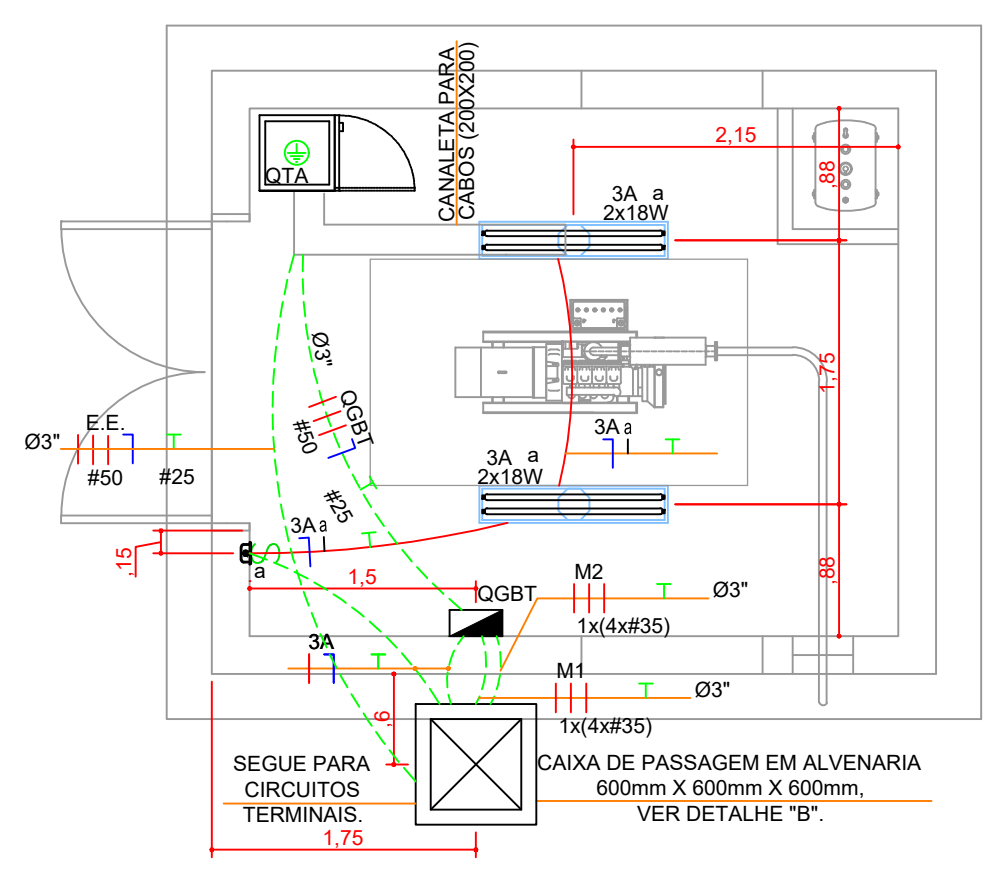 CANALETA PARA
CABOS (200X200)
2,15
,88
QTA
3A a
2x18W
Ø3"
QGBT
#50
#25
1,75
E.E.
Ø3"
#50
#25
3A a
3A a
2x18W
3A a
,15
a
1,5
,88
QGBT
M2
Ø3"
1x(4x#35)
3A
M1
Ø3"
1x(4x#35)
,6
SEGUE PARA
CIRCUITOS
TERMINAIS.
CAIXA DE PASSAGEM EM ALVENARIA
600mm X 600mm X 600mm,
VER DETALHE "B".
1,75